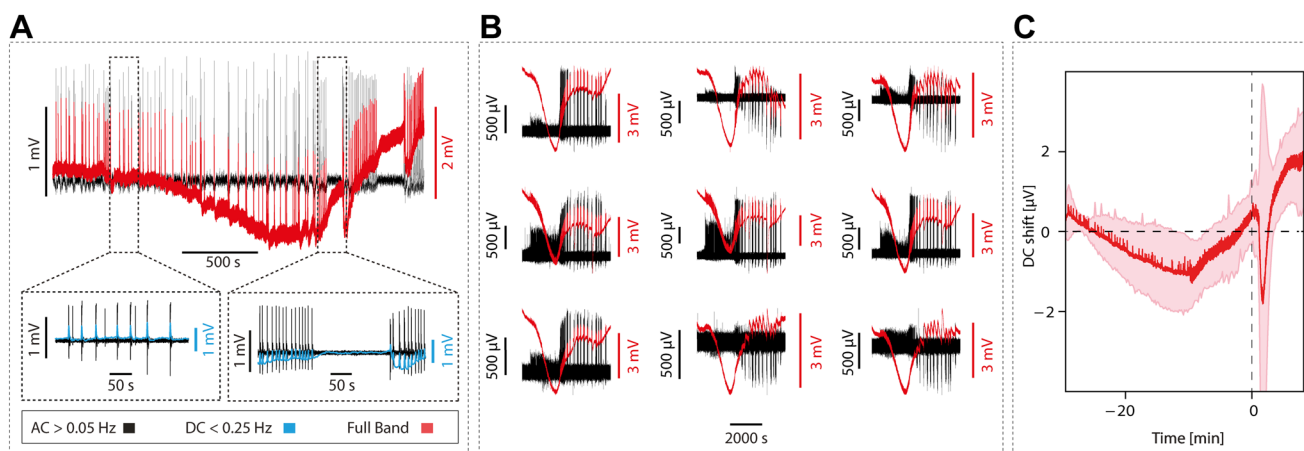 A
B
C
1 mV
2 mV
500 s
1 mV
1 mV
50 s
1 mV
1 mV
50 s
AC > 0.05 Hz
DC < 0.25 Hz
Full Band
500 µV
3 mV
500 µV
3 mV
500 µV
3 mV
500 µV
3 mV
500 µV
3 mV
500 µV
3 mV
500 µV
3 mV
500 µV
3 mV
500 µV
3 mV
2000 s
DC shift [µV]
2
0
−2
−20
0
Time [min]